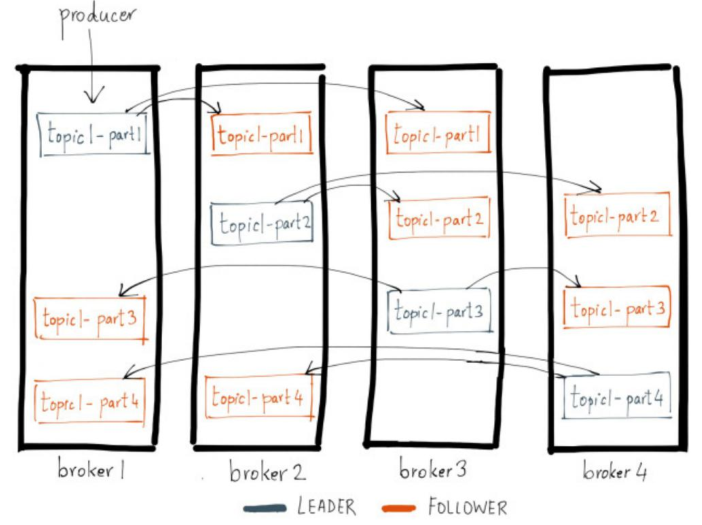 producer
topic1-part1
topic1-part1
topic1-part1
topic1-part2
topic1-part2
topic1-part2
topic1-part3
topic1-part3
topic1-part3
topic1-part4
topic1-part4
topic1-part4
broker 1
broker 2
broker 3
broker 4
LEADER
FOLLOWER